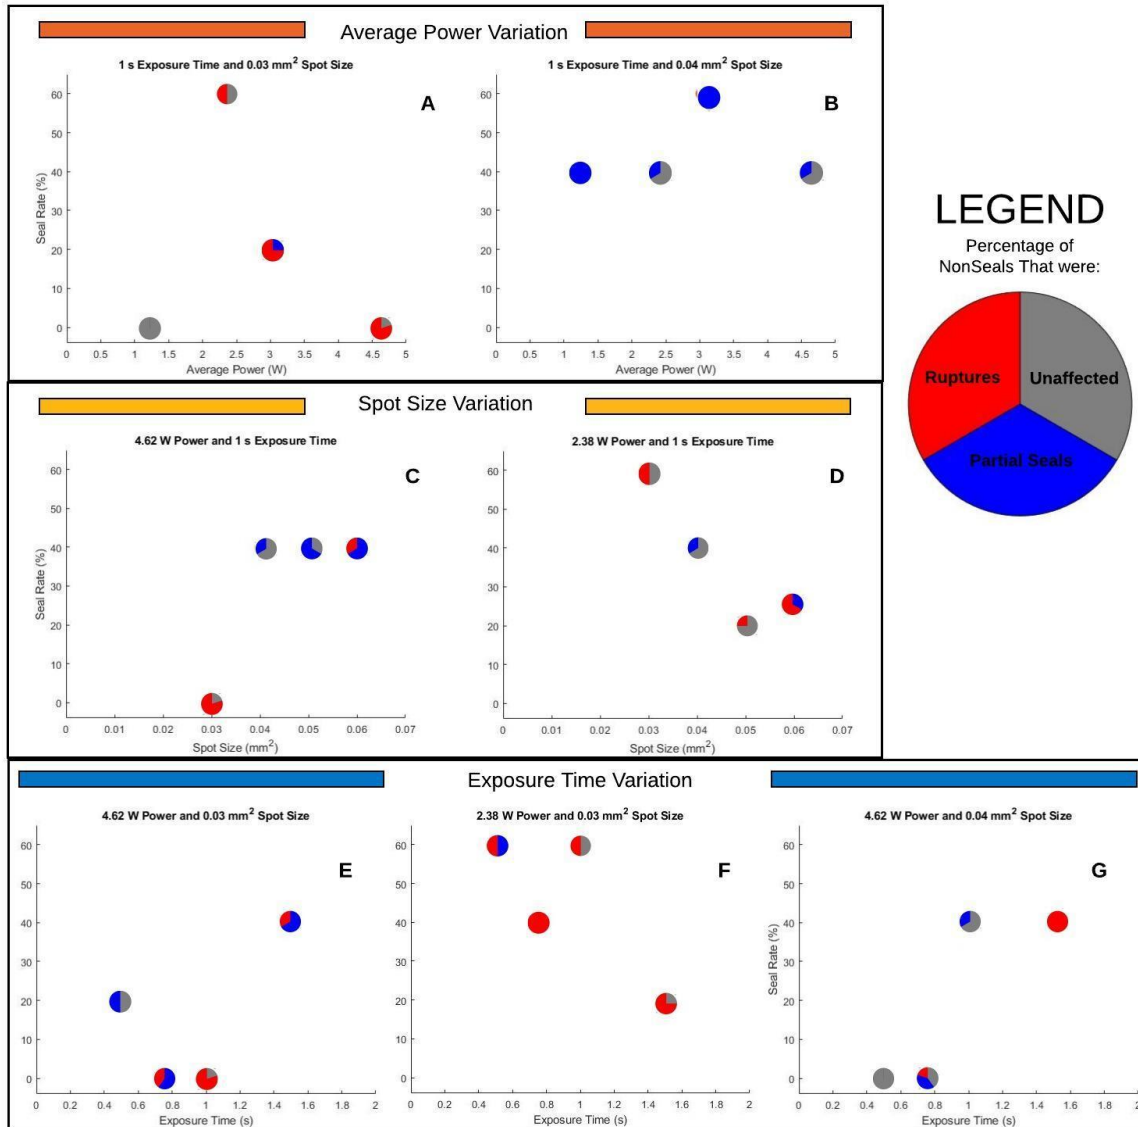 Average Power Variation
1 s Exposure Time and 0.03 mm² Spot Size
A
60
50
40
30
20
10
0
Seal Rate (%)
0 0.5 1 1.5 2 2.5 3 3.5 4 4.5 5
Average Power (W)
1 s Exposure Time and 0.04 mm² Spot Size
B
60
50
40
30
20
10
0
0 0.5 1 1.5 2 2.5 3 3.5 4 4.5 5
Average Power (W)
LEGEND
Percentage of
NonSeals That were:
Ruptures
Unaffected
Partial Seals
Spot Size Variation
4.62 W Power and 1 s Exposure Time
C
60
50
40
30
20
10
0
Seal Rate (%)
0 0.01 0.02 0.03 0.04 0.05 0.06 0.07
Spot Size (mm²)
2.38 W Power and 1 s Exposure Time
D
60
50
40
30
20
10
0
0 0.01 0.02 0.03 0.04 0.05 0.06 0.07
Spot Size (mm²)
Exposure Time Variation
4.62 W Power and 0.03 mm² Spot Size
E
60
50
40
30
20
10
0
0 0.2 0.4 0.6 0.8 1 1.2 1.4 1.6 1.8 2
Exposure Time (s)
2.38 W Power and 0.03 mm² Spot Size
F
60
50
40
30
20
10
0
0 0.2 0.4 0.6 0.8 1 1.2 1.4 1.6 1.8 2
Exposure Time (s)
4.62 W Power and 0.04 mm² Spot Size
G
60
50
40
30
20
10
0
Seal Rate (%)
0 0.2 0.4 0.6 0.8 1 1.2 1.4 1.6 1.8 2
Exposure Time (s)